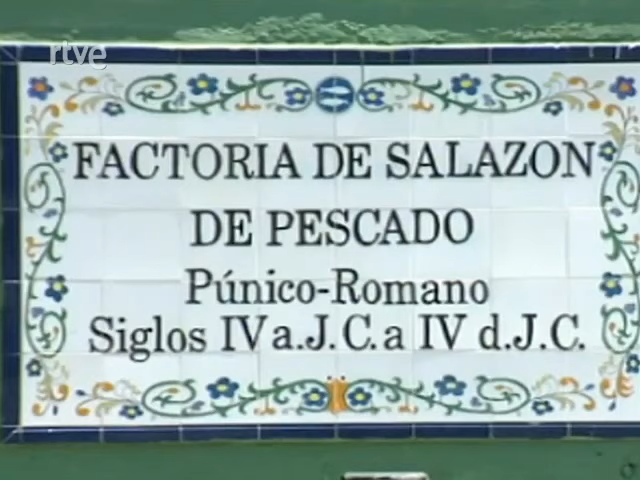 rtve
FACTORIA DE SALAZON
DE PESCADO
Púnico-Romano
Siglos IV a.J.C. a IV d.J.C.